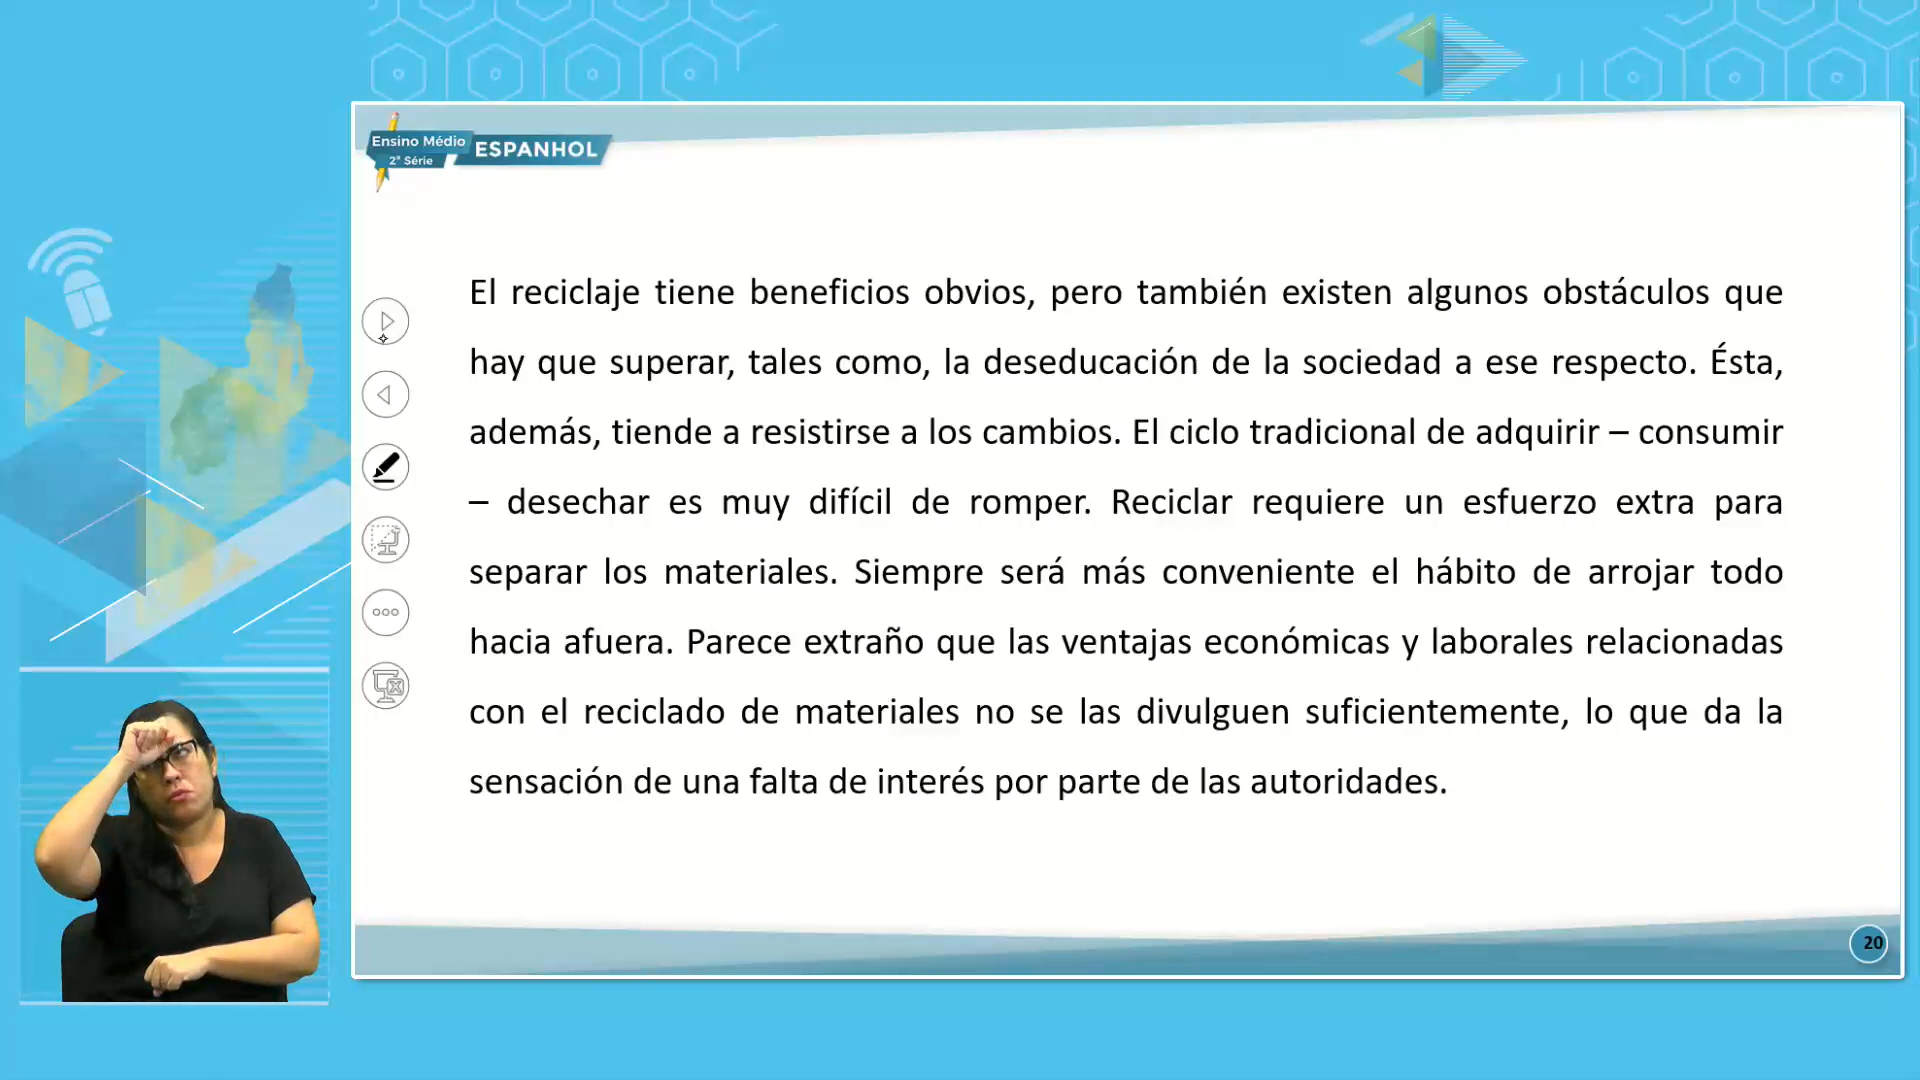 Ensino Médio
2ª Série
ESPANHOL
El reciclaje tiene beneficios obvios, pero también existen algunos obstáculos que
hay que superar, tales como, la deseducación de la sociedad a ese respecto. Ésta,
además, tiende a resistirse a los cambios. El ciclo tradicional de adquirir – consumir
– desechar es muy difícil de romper. Reciclar requiere un esfuerzo extra para
separar los materiales. Siempre será más conveniente el hábito de arrojar todo
hacia afuera. Parece extraño que las ventajas económicas y laborales relacionadas
con el reciclado de materiales no se las divulguen suficientemente, lo que da la
sensación de una falta de interés por parte de las autoridades.
20